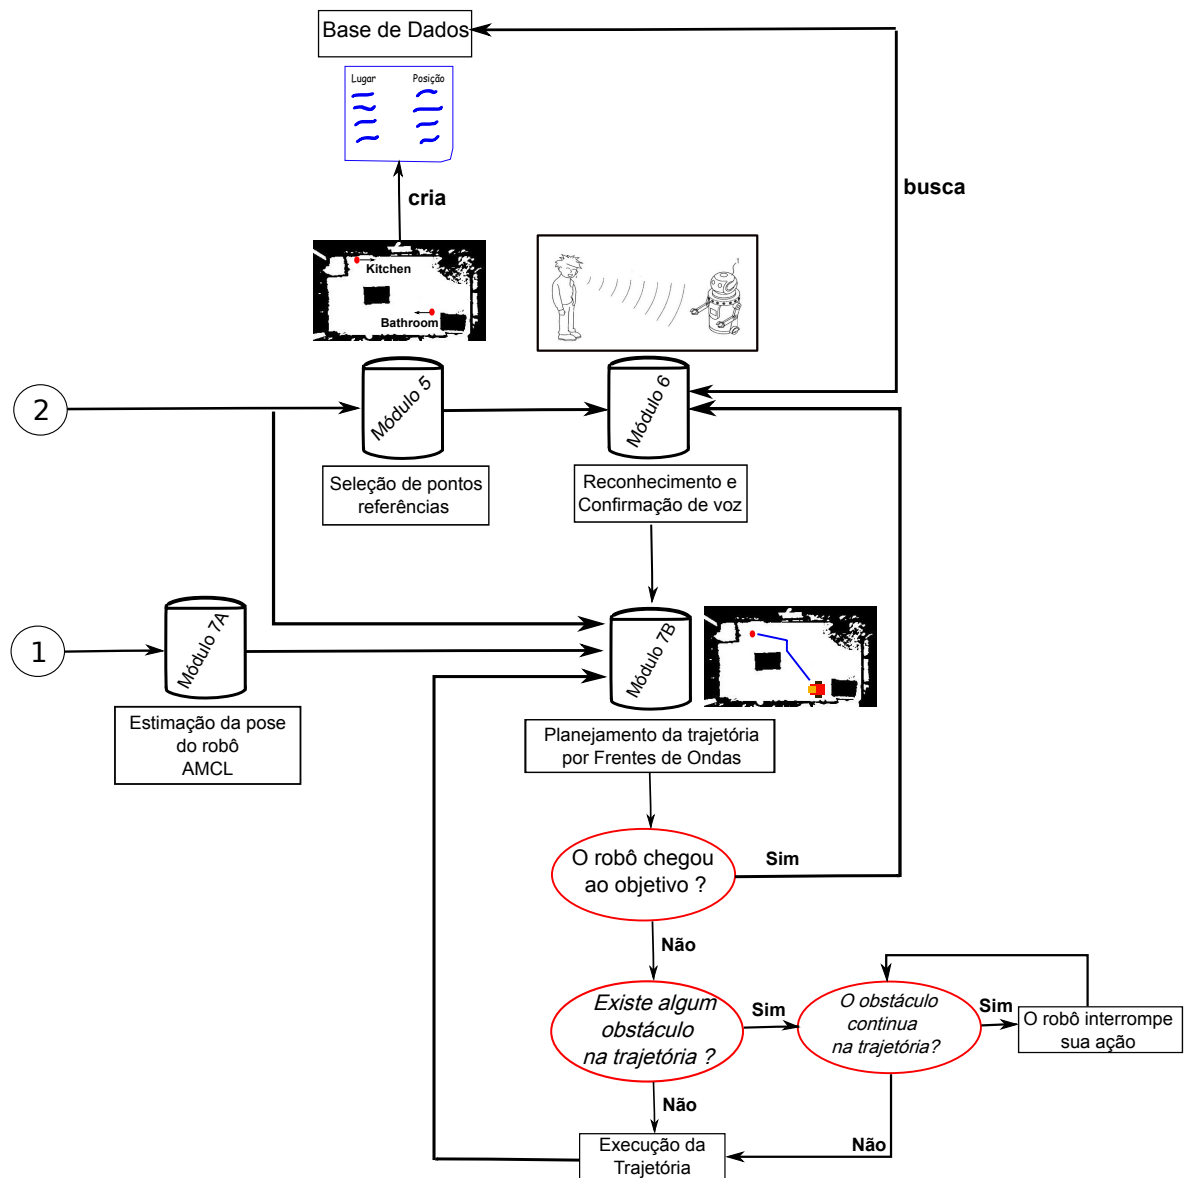 Base de Dados
Lugar
Posição
cria
busca
Kitchen
Bathroom
2
Módulo 5
Módulo 6
Seleção de pontos
referências
Reconhecimento e
Confirmação de voz
1
Módulo 7A
Módulo 7B
Estimação da pose
do robô
AMCL
Planejamento da trajetória
por Frentes de Ondas
O robô chegou
ao objetivo ?
Sim
Não
Existe algum
obstáculo
na trajetória ?
Sim
O obstáculo
continua
na trajetória?
Sim
O robô interrompe
sua ação
Não
Não
Execução da
Trajetória